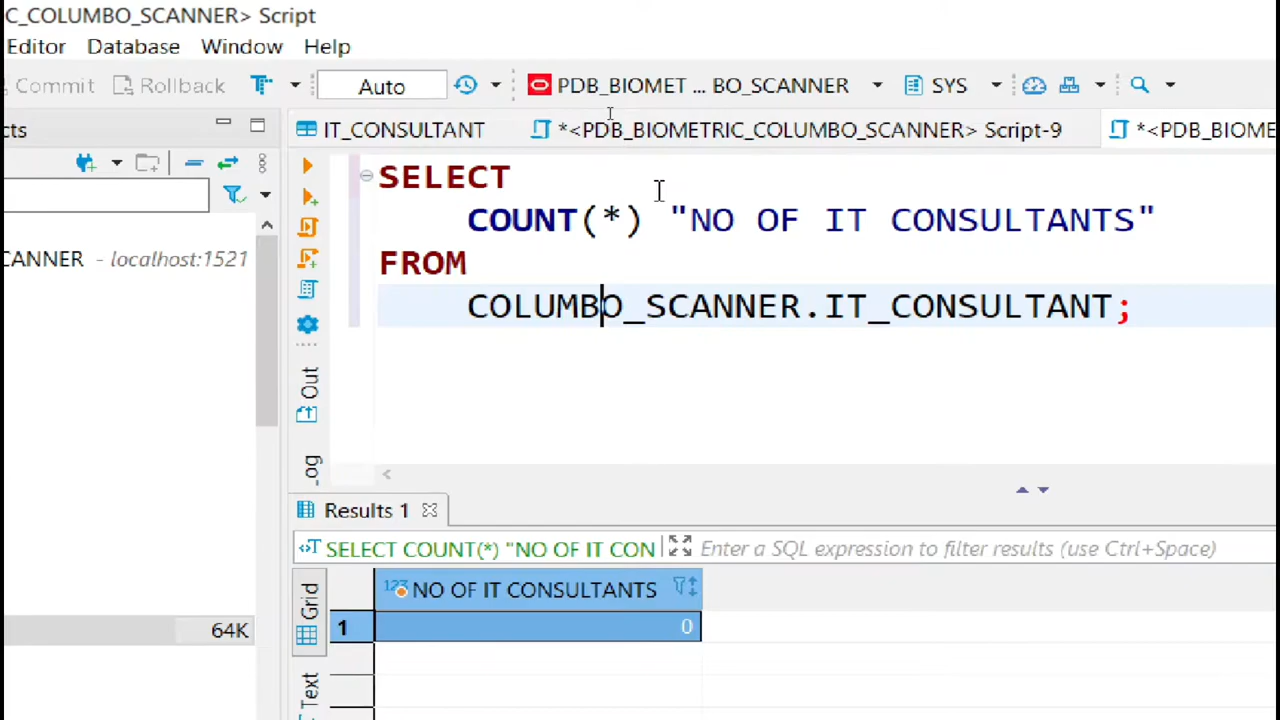 C_COLUMBO_SCANNER> Script
Editor Database Window Help
Commit Rollback Auto PDB_BIOMET ... BO_SCANNER SYS
cts
IT_CONSULTANT *<PDB_BIOMETRIC_COLUMBO_SCANNER> Script-9 *<PDB_BIOME
SELECT
COUNT(*) "NO OF IT CONSULTANTS"
FROM
COLUMBO_SCANNER.IT_CONSULTANT;
CANNER - localhost:1521
Out
Log
64K
Results 1
SELECT COUNT(*) "NO OF IT CON Enter a SQL expression to filter results (use Ctrl+Space)
Grid
123 NO OF IT CONSULTANTS
1 0
Text